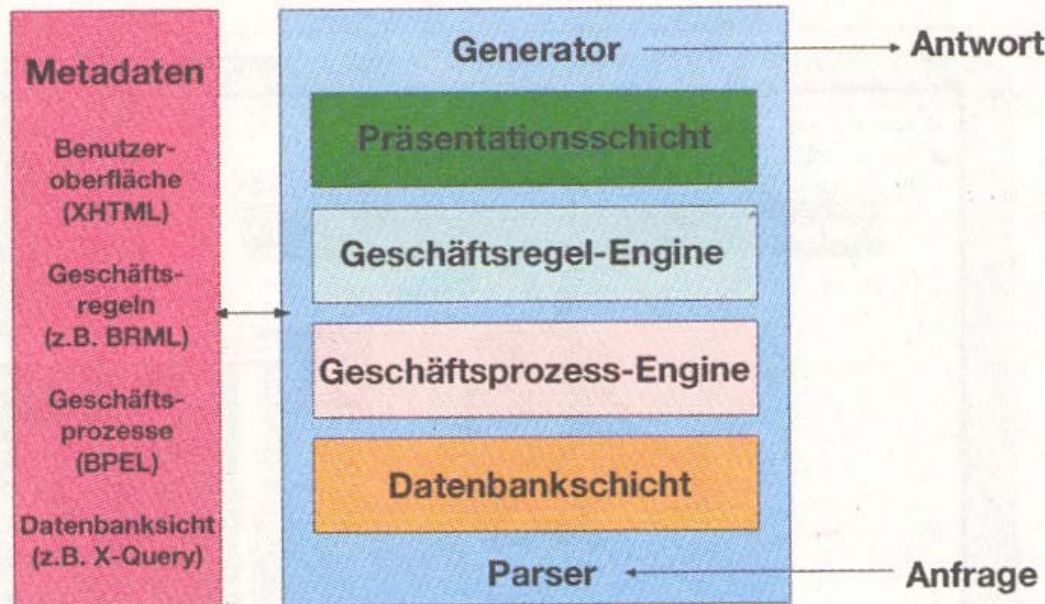 Metadaten
Benutzer-
oberfläche
(XHTML)
Geschäfts-
regeln
(z.B. BRML)
Geschäfts-
prozesse
(BPEL)
Datenbanksicht
(z.B. X-Query)
Generator
Antwort
Präsentationsschicht
Geschäftsregel-Engine
Geschäftsprozess-Engine
Datenbankschicht
Parser
Anfrage